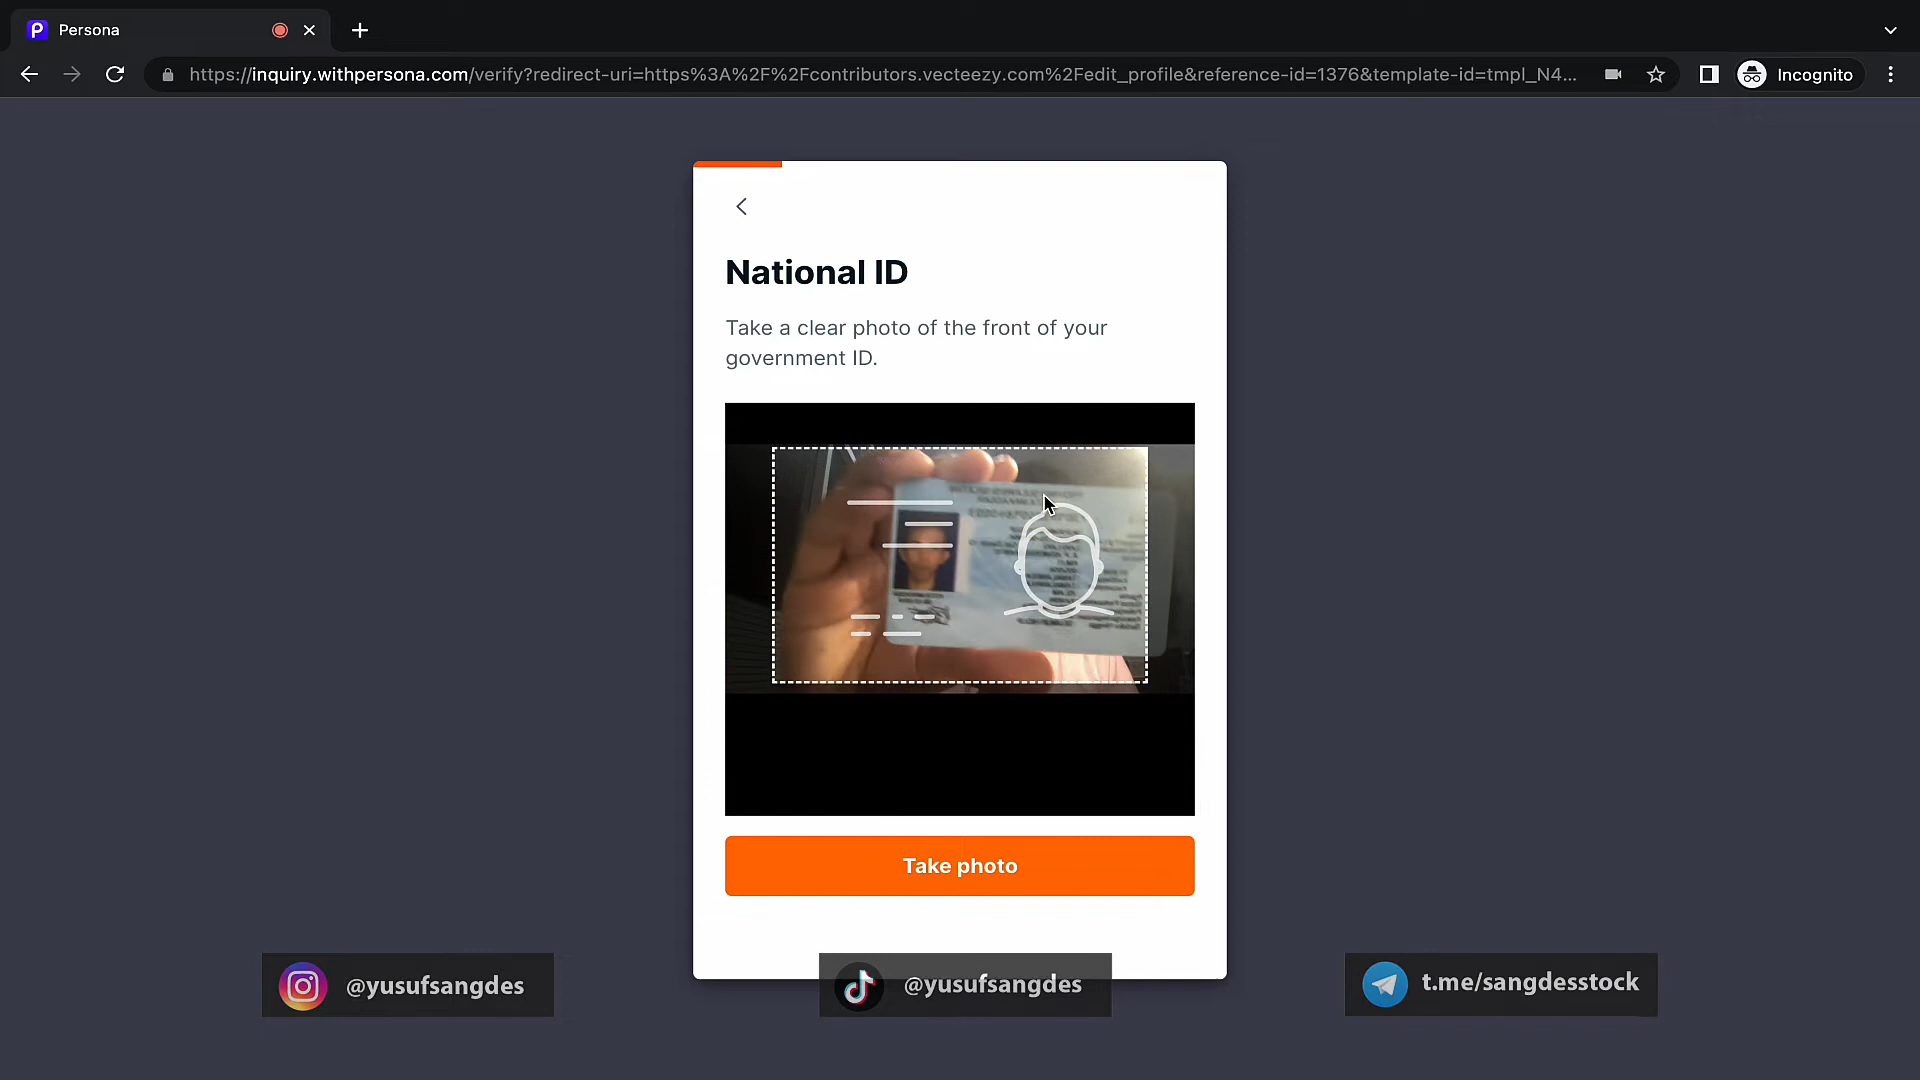 Persona
https://inquiry.withpersona.com/verify?redirect-uri=https%3A%2F%2Fcontributors.vecteezy.com%2Fedit_profile&reference-id=1376&template-id=tmpl_N4...
Incognito
National ID
Take a clear photo of the front of your
government ID.
Take photo
@yusufsangdes
@yusufsangdes
t.me/sangdesstock